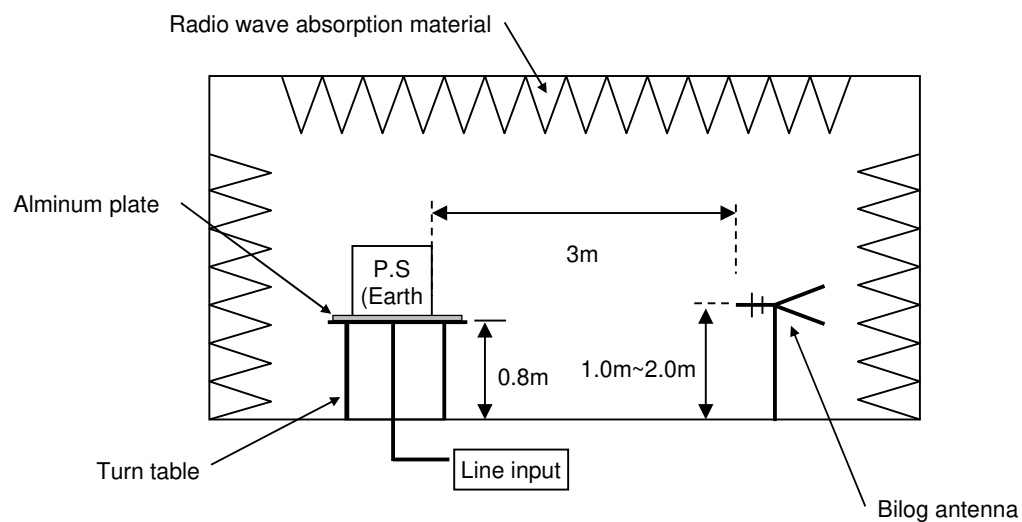 Radio wave absorption material
Alminum plate
3m
P.S
(Earth
0.8m
1.0m~2.0m
Turn table
Line input
Bilog antenna